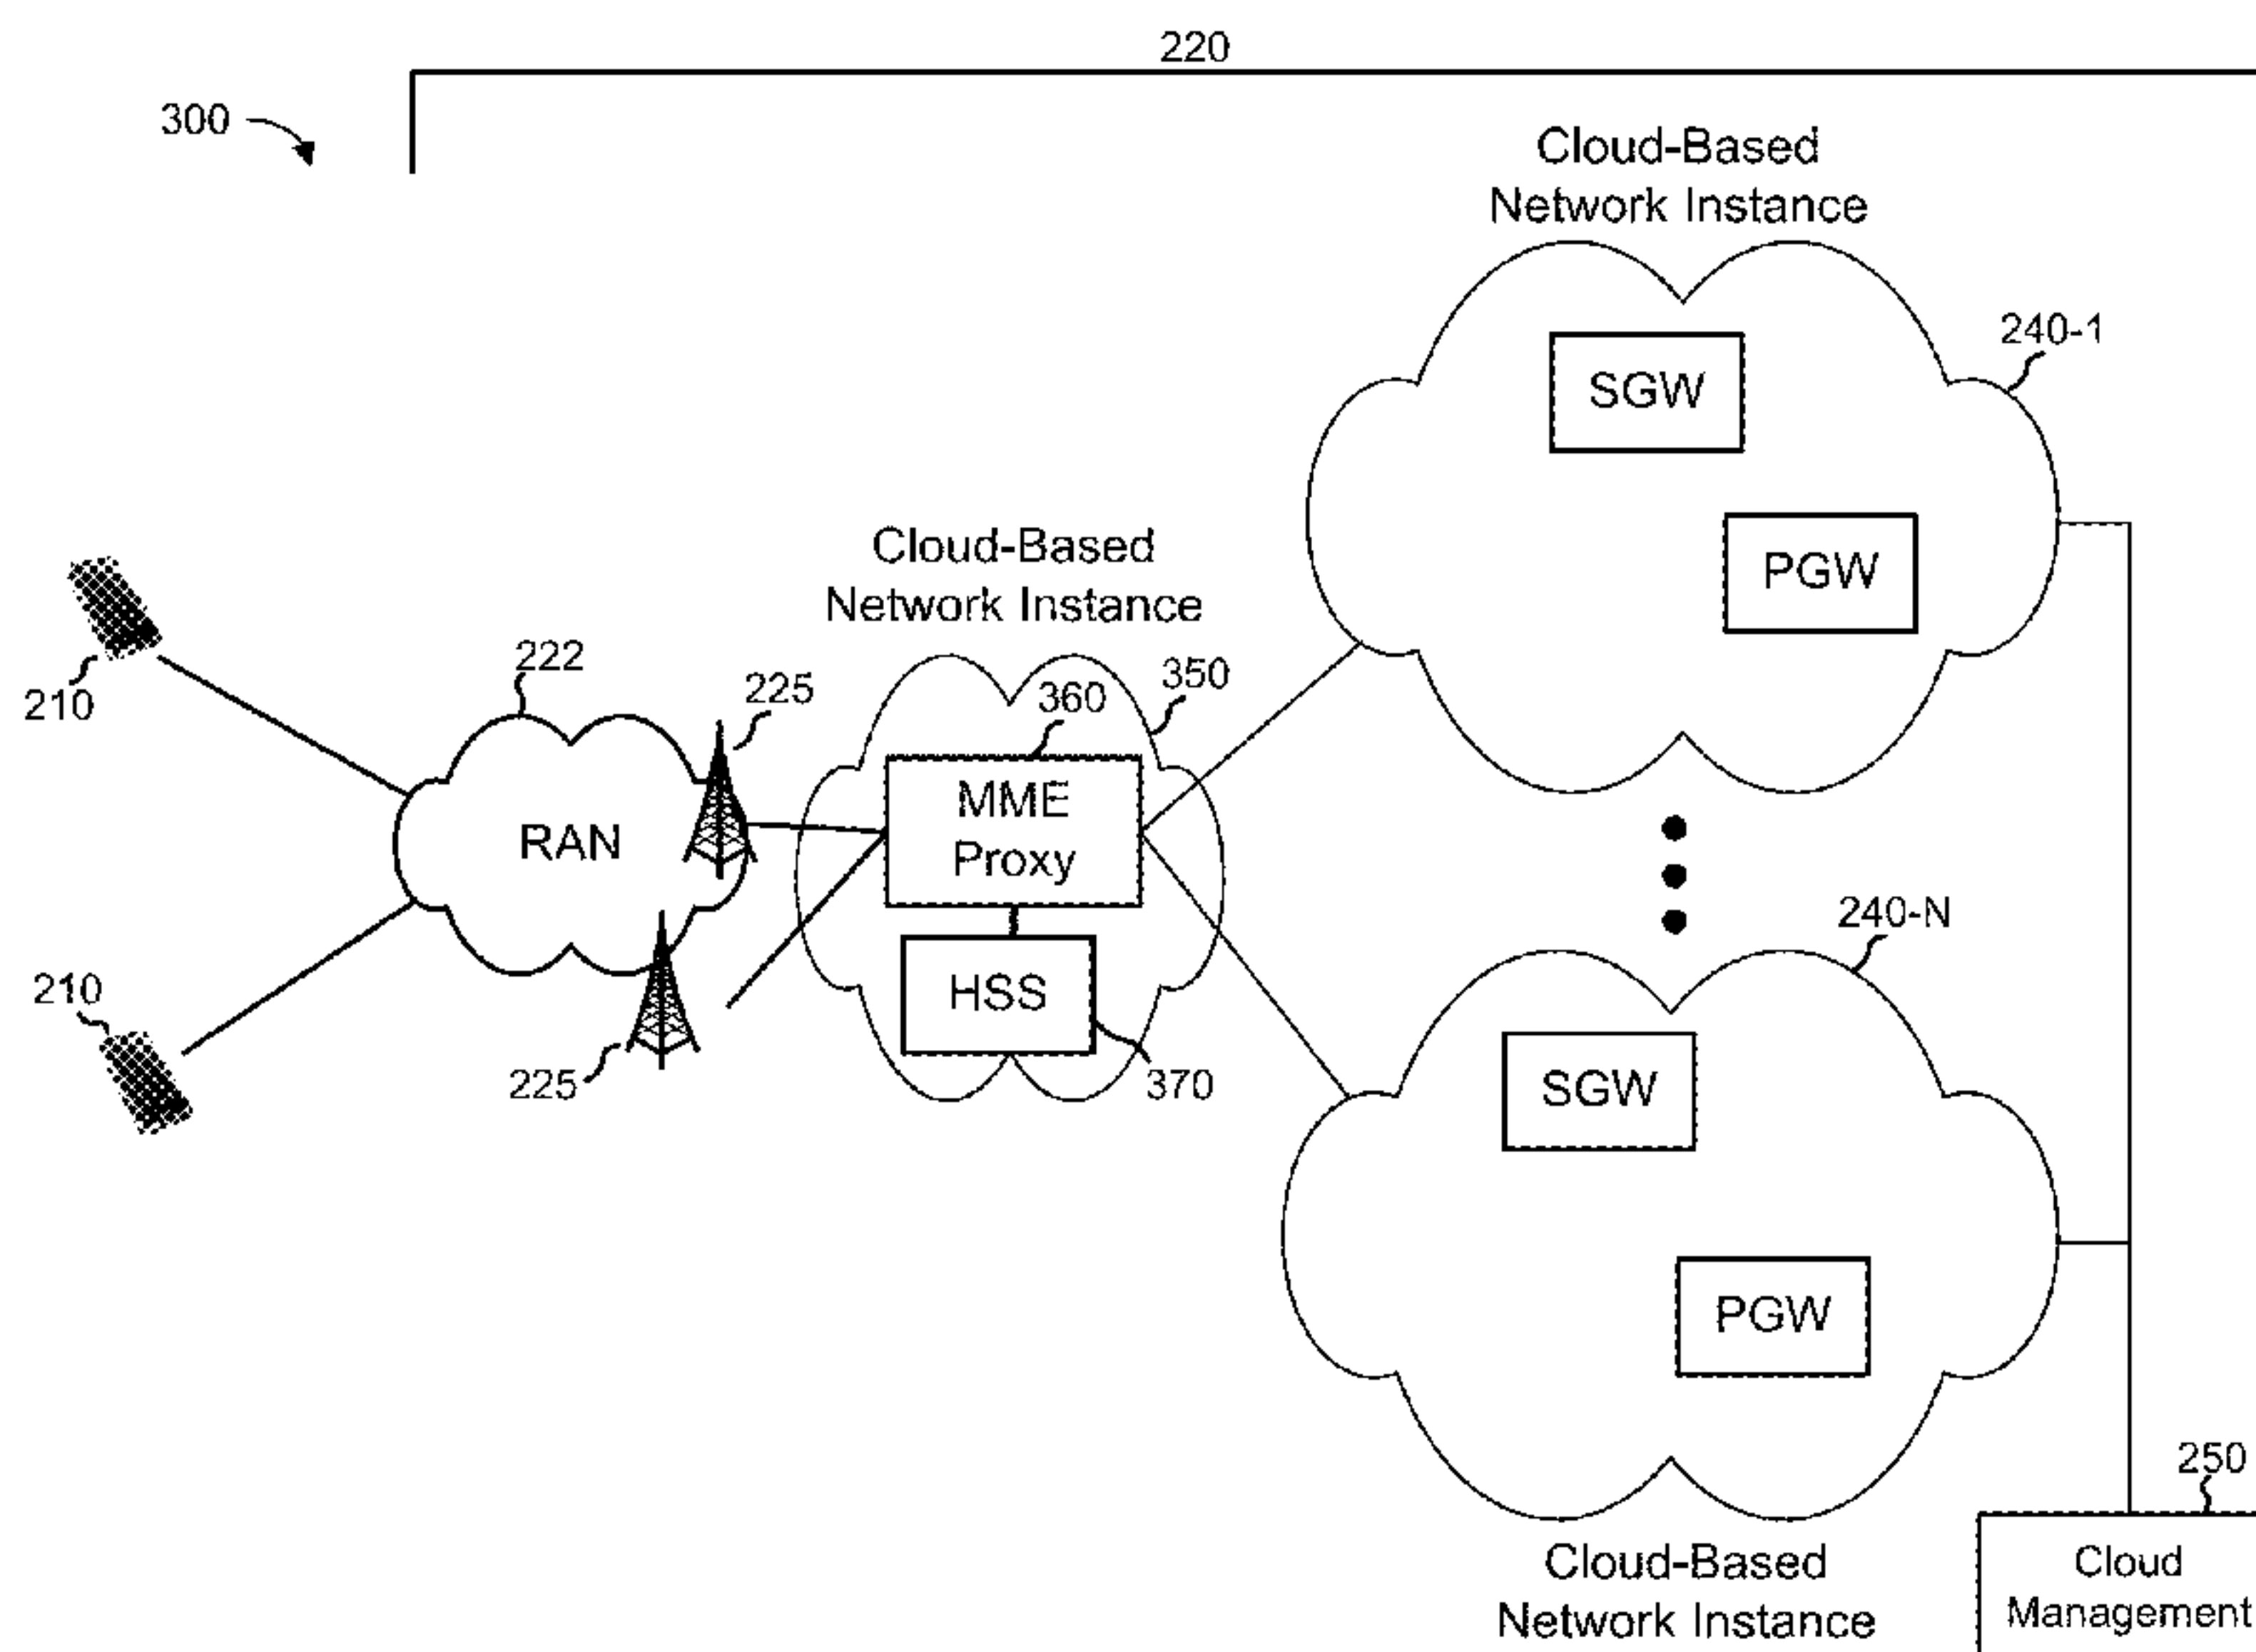 220
300
Cloud-Based
Network Instance
240-1
SGW
PGW
Cloud-Based
Network Instance
210
222
225
360
350
MME
Proxy
RAN
240-N
210
HSS
225
370
SGW
PGW
250
Cloud-Based
Network Instance
Cloud
Management